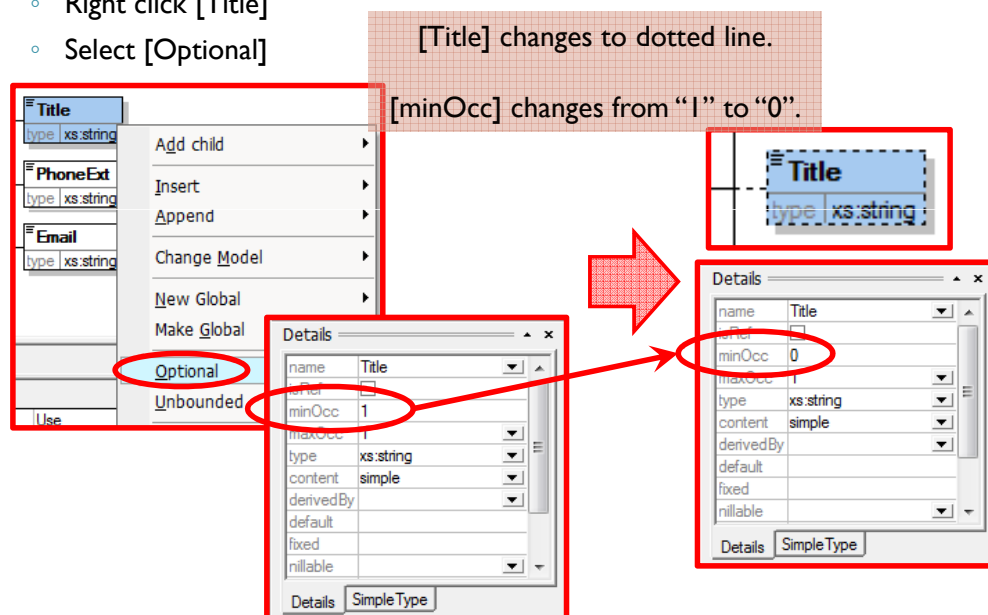 ◦ Right click [Title]
◦ Select [Optional]
[Title] changes to dotted line.
[minOcc] changes from “1” to “0”.
Title
type xs:string
PhoneExt
type xs:string
Email
type xs:string
Use
Add child
Insert
Append
Change Model
New Global
Make Global
Optional
Unbounded
Details
name Title
isRef
minOcc 1
maxOcc 1
type xs:string
content simple
derivedBy
default
fixed
nillable
Details SimpleType
Title
type xs:string
Details
name Title
isRef
minOcc 0
maxOcc 1
type xs:string
content simple
derivedBy
default
fixed
nillable
Details SimpleType